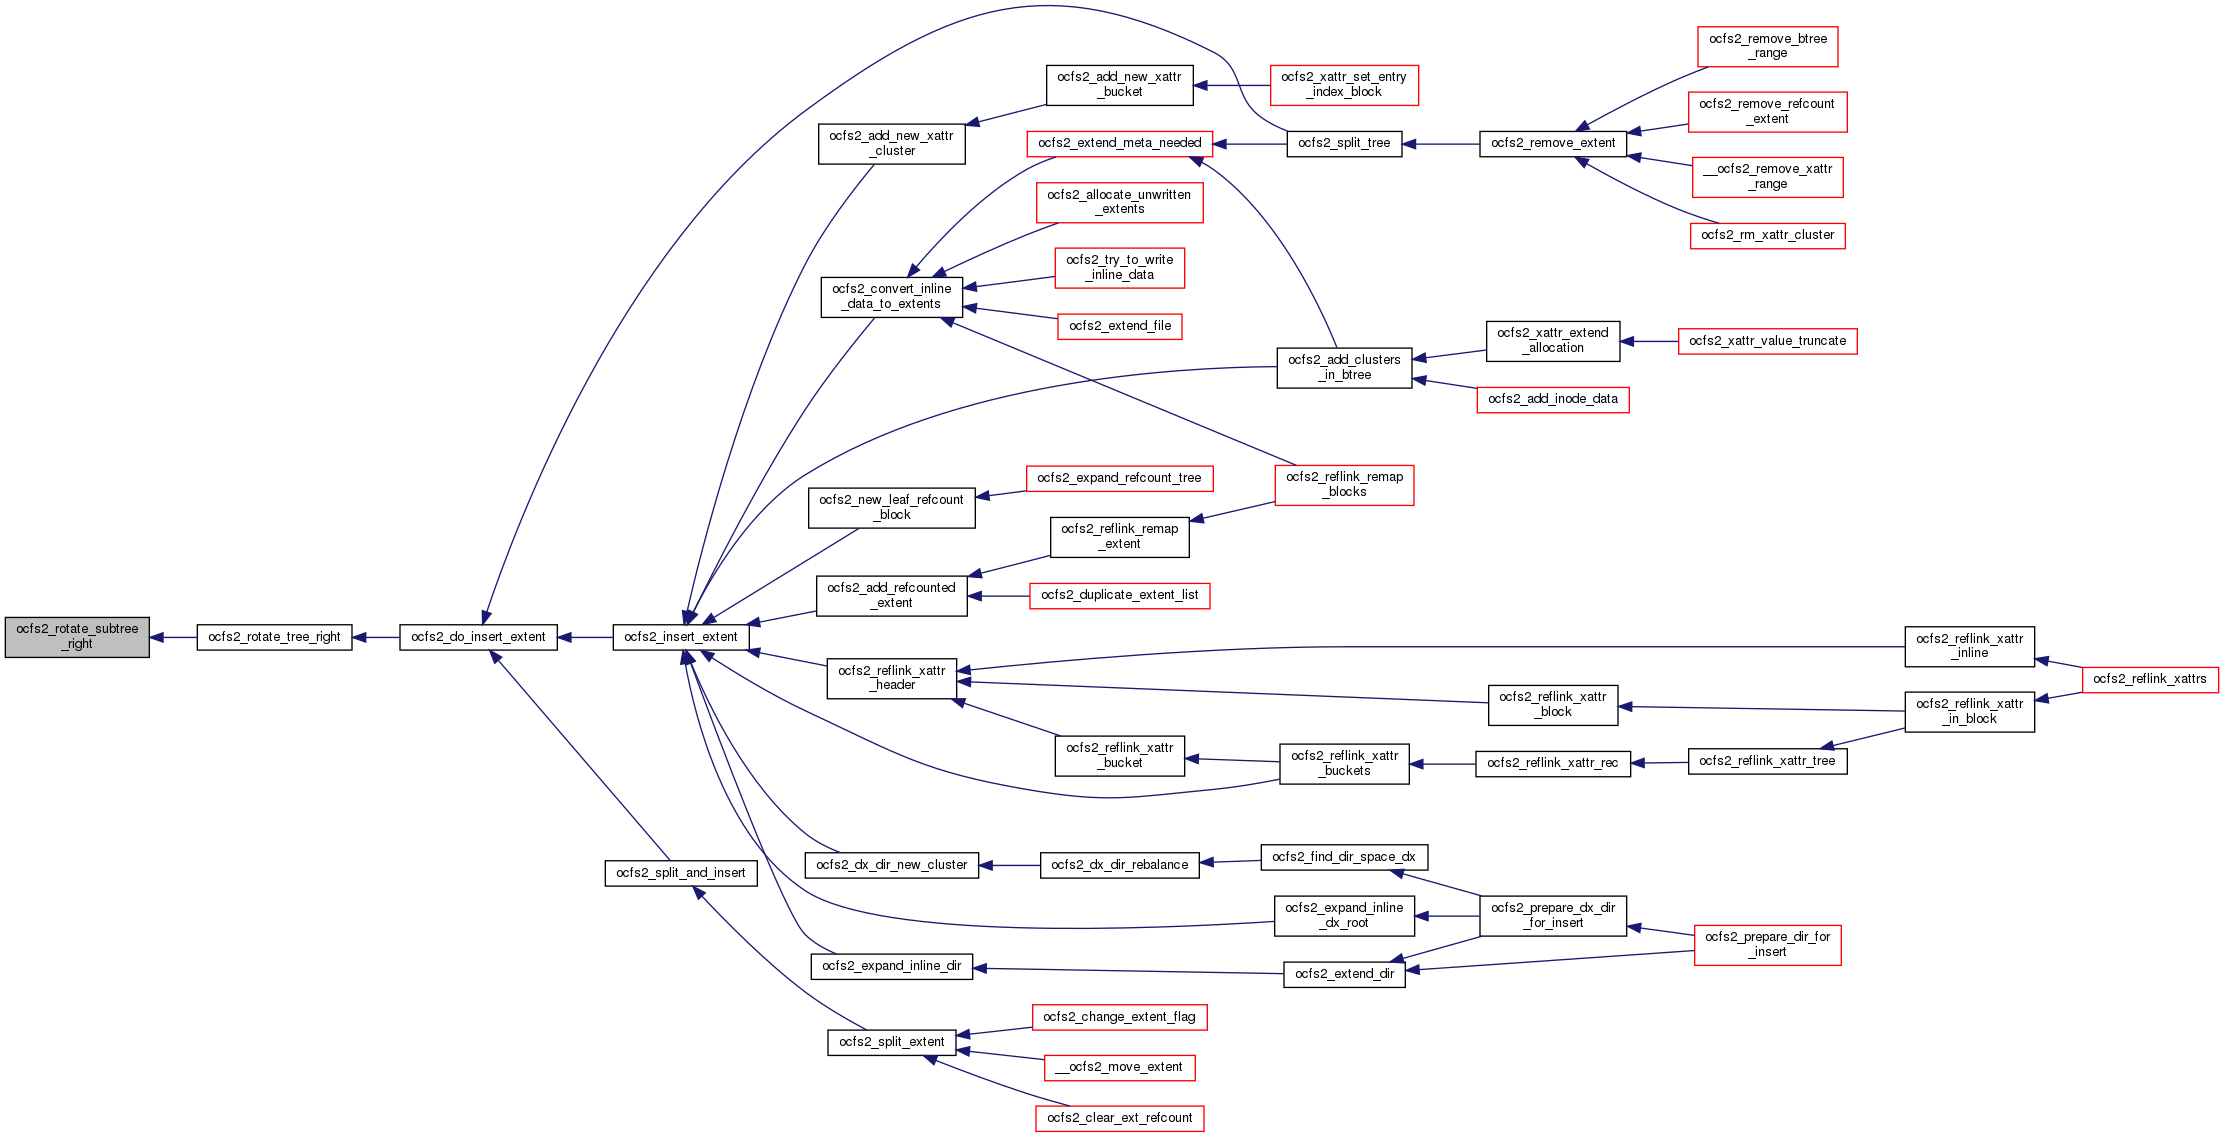 ocfs2_rotate_subtree
_right
ocfs2_rotate_tree_right
ocfs2_do_insert_extent
ocfs2_insert_extent
ocfs2_split_and_insert
ocfs2_add_new_xattr
_cluster
ocfs2_convert_inline
_data_to_extents
ocfs2_new_leaf_refcount
_block
ocfs2_add_refcounted
_extent
ocfs2_reflink_xattr
_header
ocfs2_dx_dir_new_cluster
ocfs2_expand_inline_dir
ocfs2_split_extent
ocfs2_add_new_xattr
_bucket
ocfs2_extend_meta_needed
ocfs2_allocate_unwritten
_extents
ocfs2_try_to_write
_inline_data
ocfs2_extend_file
ocfs2_expand_refcount_tree
ocfs2_reflink_remap
_extent
ocfs2_duplicate_extent_list
ocfs2_reflink_xattr
_bucket
ocfs2_dx_dir_rebalance
ocfs2_change_extent_flag
__ocfs2_move_extent
ocfs2_clear_ext_refcount
ocfs2_xattr_set_entry
_index_block
ocfs2_split_tree
ocfs2_add_clusters
_in_btree
ocfs2_reflink_remap
_blocks
ocfs2_reflink_xattr
_buckets
ocfs2_find_dir_space_dx
ocfs2_expand_inline
_dx_root
ocfs2_extend_dir
ocfs2_remove_extent
ocfs2_xattr_extend
_allocation
ocfs2_add_inode_data
ocfs2_reflink_xattr
_block
ocfs2_reflink_xattr_rec
ocfs2_prepare_dx_dir
_for_insert
ocfs2_remove_btree
_range
ocfs2_remove_refcount
_extent
__ocfs2_remove_xattr
_range
ocfs2_rm_xattr_cluster
ocfs2_xattr_value_truncate
ocfs2_reflink_xattr_tree
ocfs2_prepare_dir_for
_insert
ocfs2_reflink_xattr
_inline
ocfs2_reflink_xattr
_in_block
ocfs2_reflink_xattrs